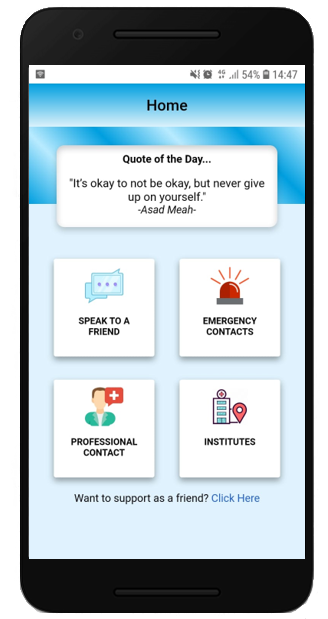 4G 54% 14:47
Home
Quote of the Day...
"It's okay to not be okay, but never give
up on yourself."
-Asad Meah-
SPEAK TO A
FRIEND
EMERGENCY
CONTACTS
PROFESSIONAL
CONTACT
INSTITUTES
Want to support as a friend? Click Here